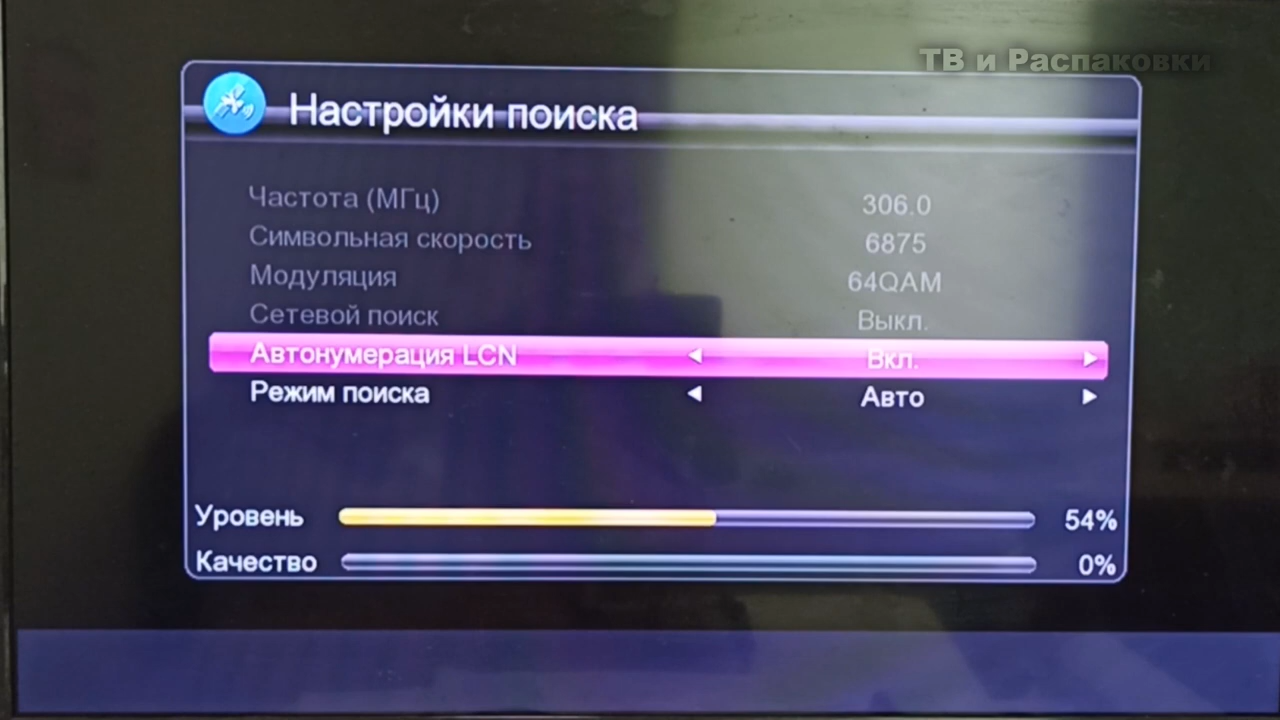 ТВ и Распаковки
Настройки поиска
Частота (МГц) 306.0
Символьная скорость 6875
Модуляция 64QAM
Сетевой поиск Выкл.
Автонумерация LCN Вкл.
Режим поиска Авто
Уровень 54%
Качество 0%